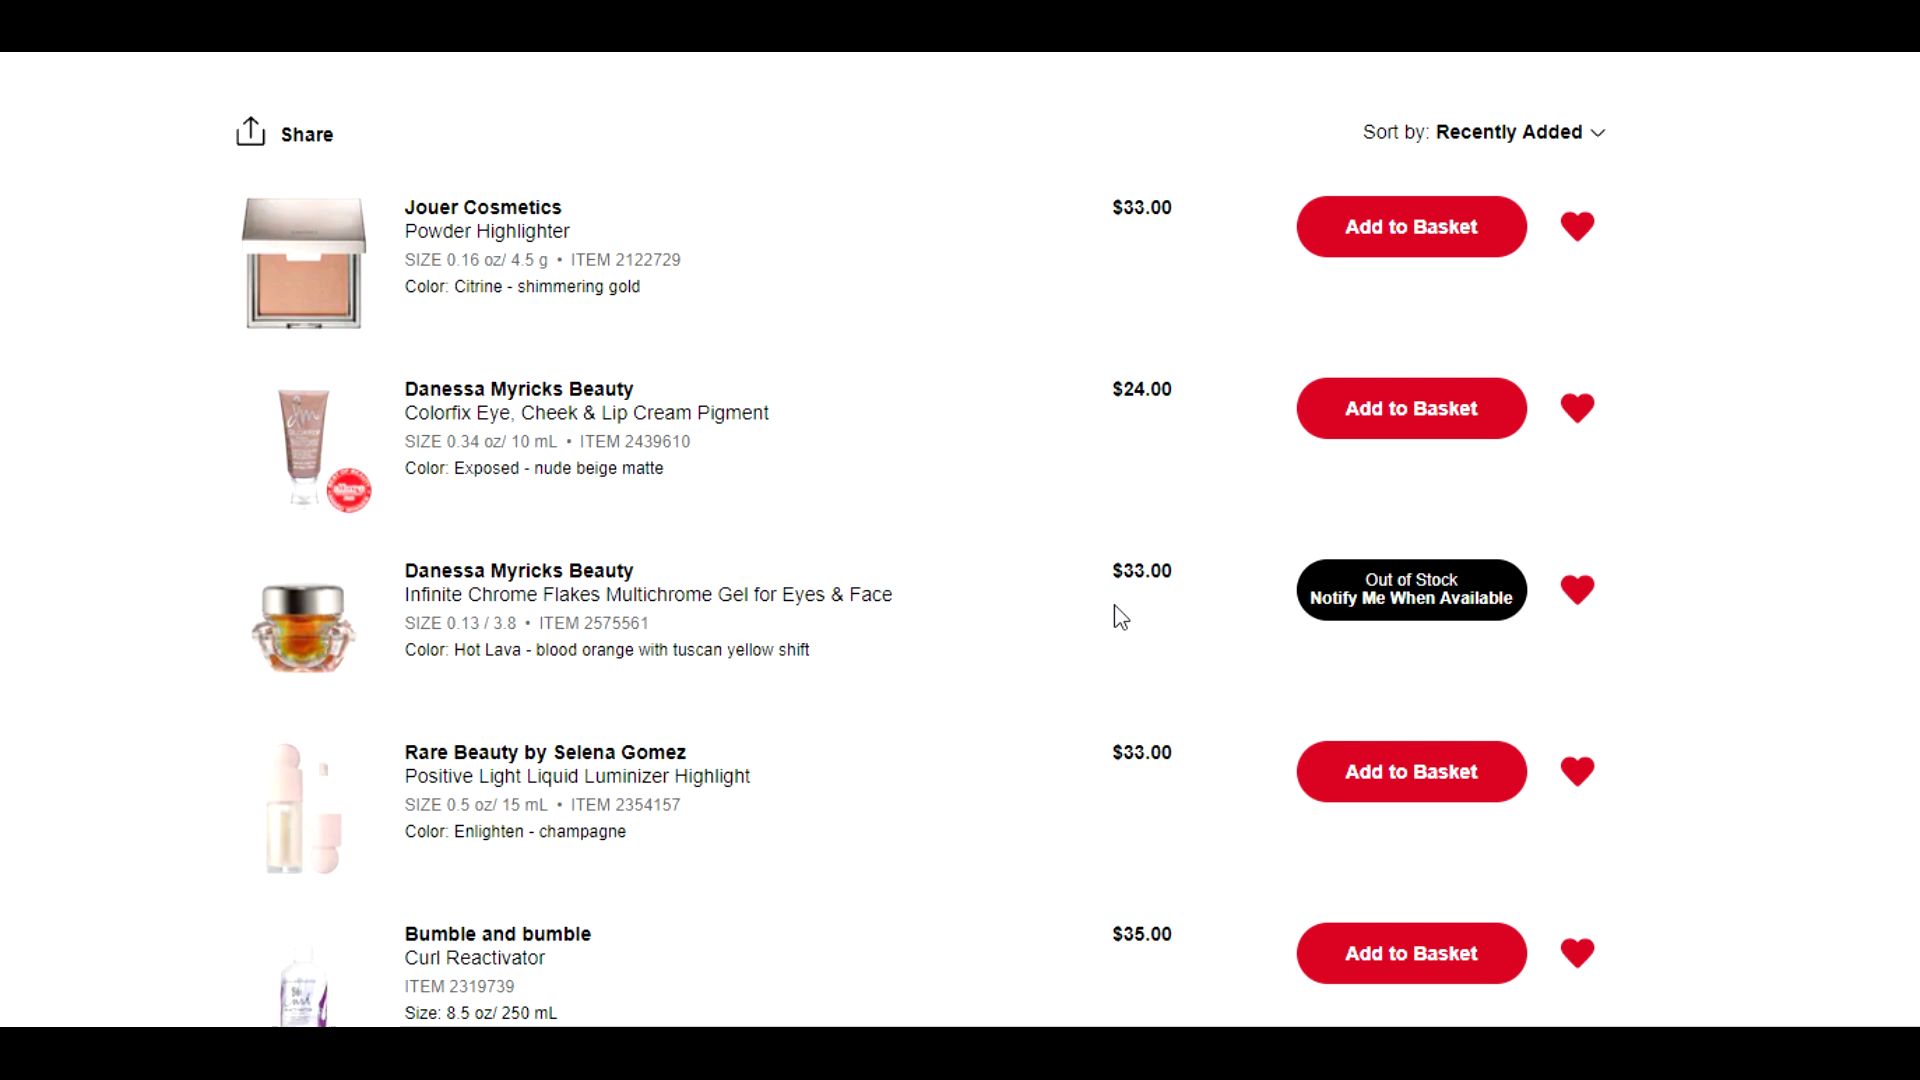 Share
Sort by: Recently Added
Jouer Cosmetics
$33.00
Add to Basket
Powder Highlighter
SIZE 0.16 oz/ 4.5 g • ITEM 2122729
Color: Citrine - shimmering gold
Danessa Myricks Beauty
$24.00
Add to Basket
Colorfix Eye, Cheek & Lip Cream Pigment
SIZE 0.34 oz/ 10 mL • ITEM 2439610
Color: Exposed - nude beige matte
Danessa Myricks Beauty
$33.00
Out of Stock
Notify Me When Available
Infinite Chrome Flakes Multichrome Gel for Eyes & Face
SIZE 0.13 / 3.8 • ITEM 2575561
Color: Hot Lava - blood orange with tuscan yellow shift
Rare Beauty by Selena Gomez
$33.00
Add to Basket
Positive Light Liquid Luminizer Highlight
SIZE 0.5 oz/ 15 mL • ITEM 2354157
Color: Enlighten - champagne
Bumble and bumble
$35.00
Add to Basket
Curl Reactivator
ITEM 2319739
Size: 8.5 oz/ 250 mL